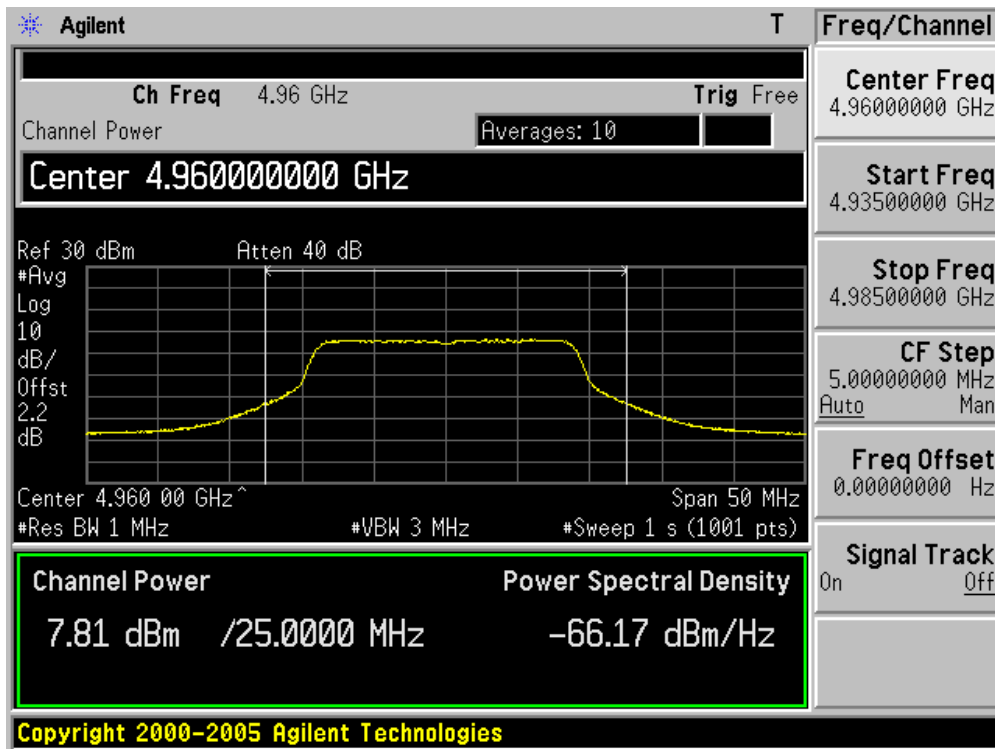 Agilent T
Ch Freq 4.96 GHz Trig Free
Channel Power Averages: 10
Center 4.960000000 GHz
Ref 30 dBm Atten 40 dB
#Avg
Log
10
dB/
Offst
2.2
dB
Center 4.960 00 GHz^ Span 50 MHz
#Res BW 1 MHz #VBW 3 MHz #Sweep 1 s (1001 pts)
Channel Power Power Spectral Density
7.81 dBm /25.0000 MHz -66.17 dBm/Hz
Copyright 2000-2005 Agilent Technologies
Freq/Channel
Center Freq
4.96000000 GHz
Start Freq
4.93500000 GHz
Stop Freq
4.98500000 GHz
CF Step
5.00000000 MHz
Auto Man
Freq Offset
0.00000000 Hz
Signal Track
On Off